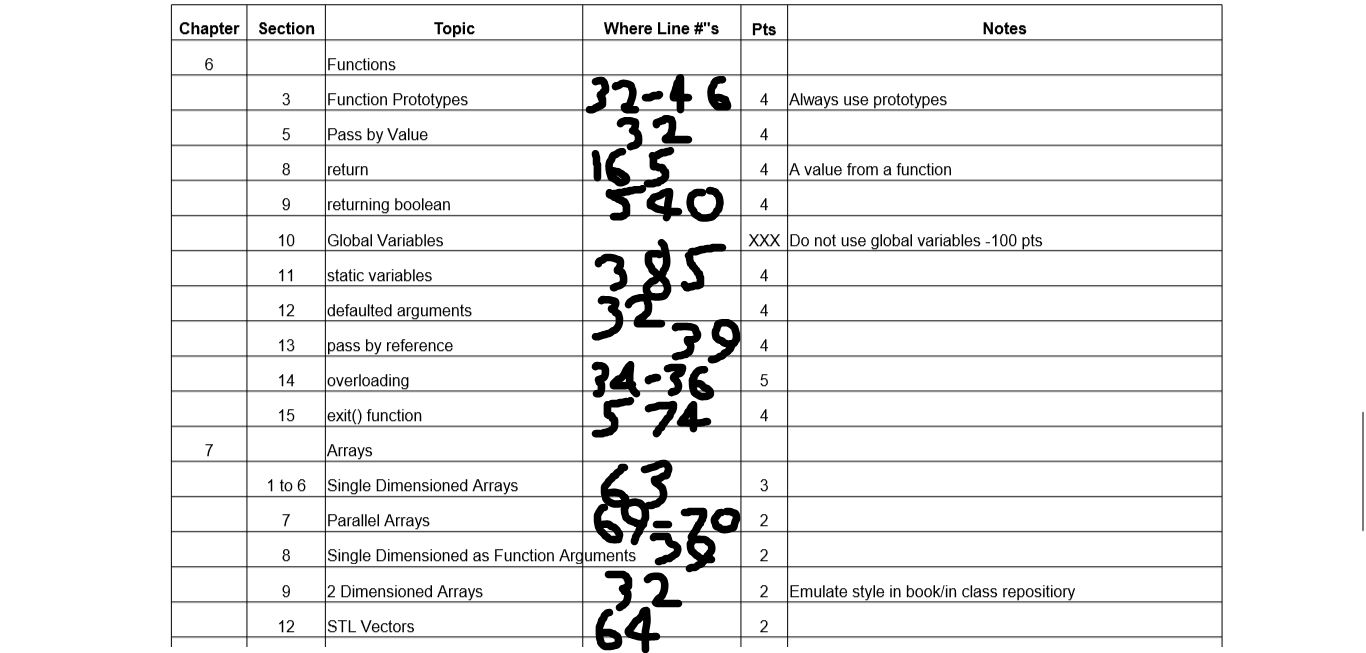 Chapter Section Topic Where Line #"s Pts Notes
6 Functions
3 Function Prototypes 32-46 4 Always use prototypes
5 Pass by Value 32 4
8 return 165 4 A value from a function
9 returning boolean 540 4
10 Global Variables XXX Do not use global variables -100 pts
11 static variables 385 4
12 defaulted arguments 32 4
13 pass by reference 39 4
14 overloading 34-36 5
15 exit() function 574 4
7 Arrays
1 to 6 Single Dimensioned Arrays 63 3
7 Parallel Arrays 69-70 2
8 Single Dimensioned as Function Arguments 39 2
9 2 Dimensioned Arrays 32 2 Emulate style in book/in class repositiory
12 STL Vectors 64 2